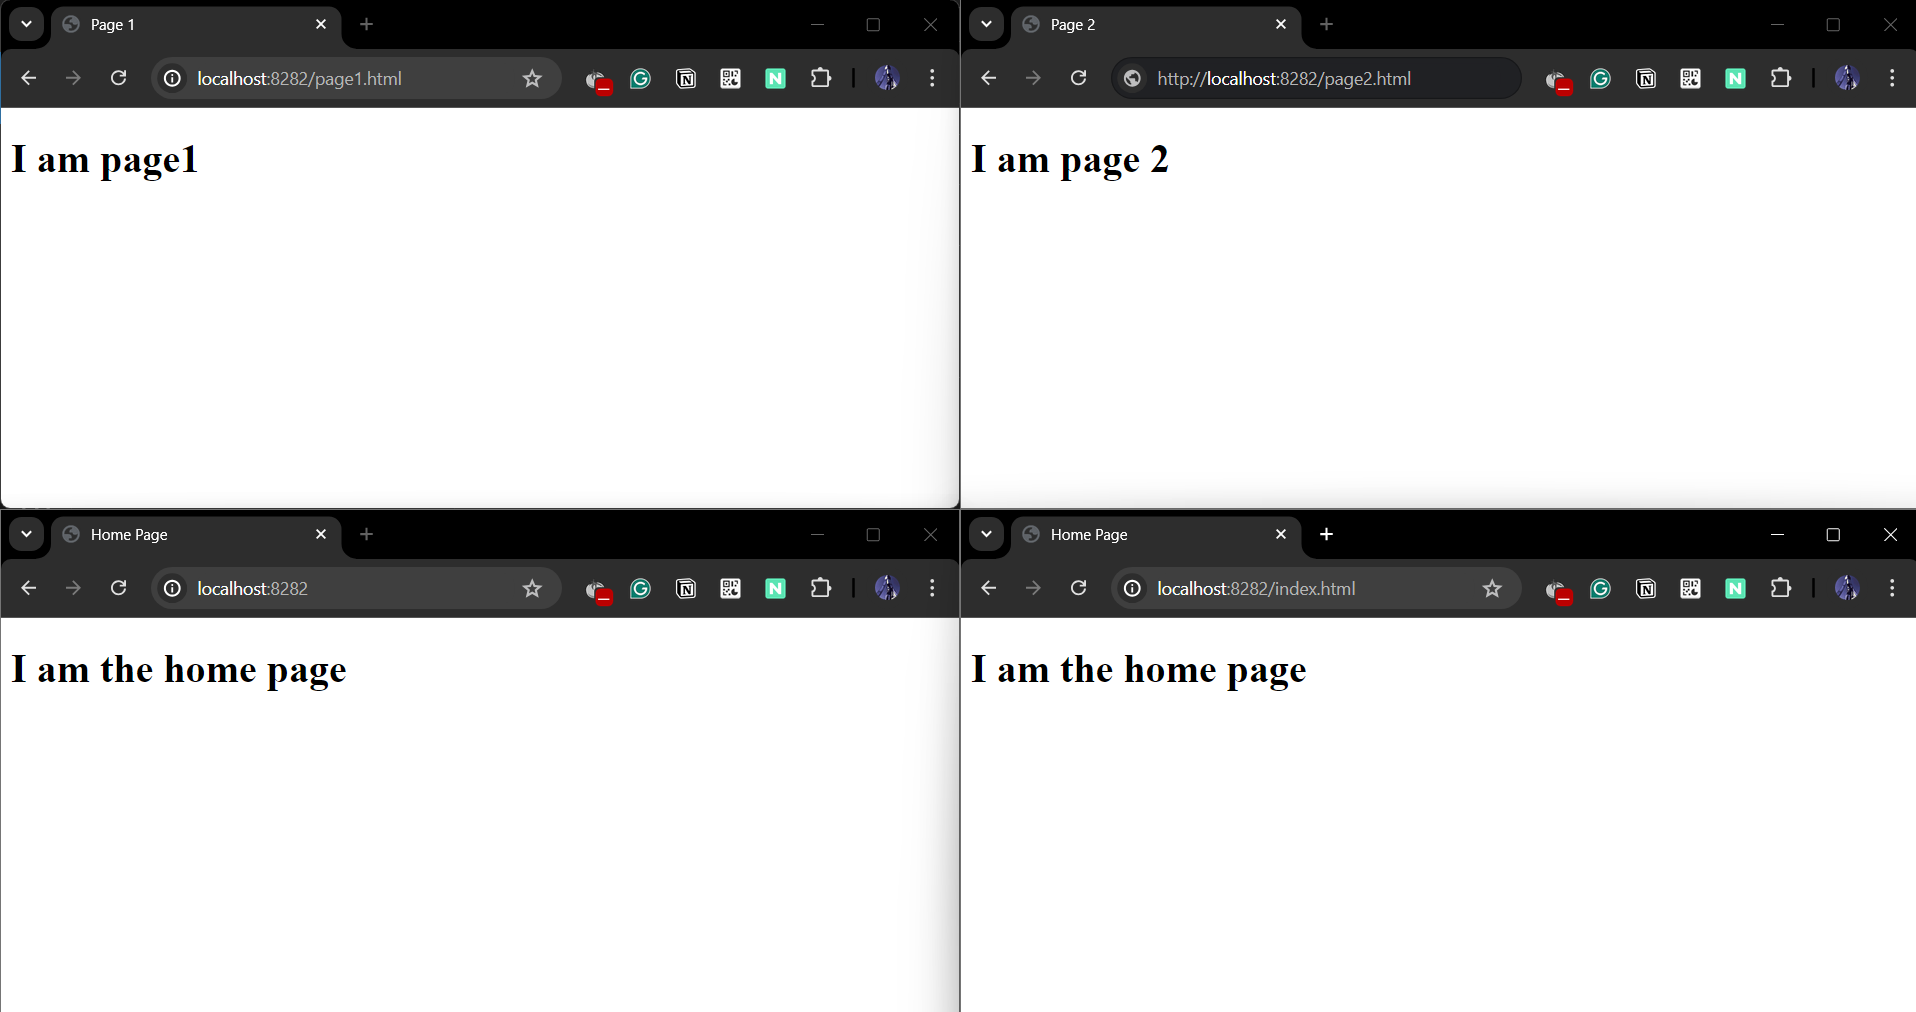 Page 1
localhost:8282/page1.html
I am page1
Page 2
http://localhost:8282/page2.html
I am page 2
Home Page
localhost:8282
I am the home page
Home Page
localhost:8282/index.html
I am the home page